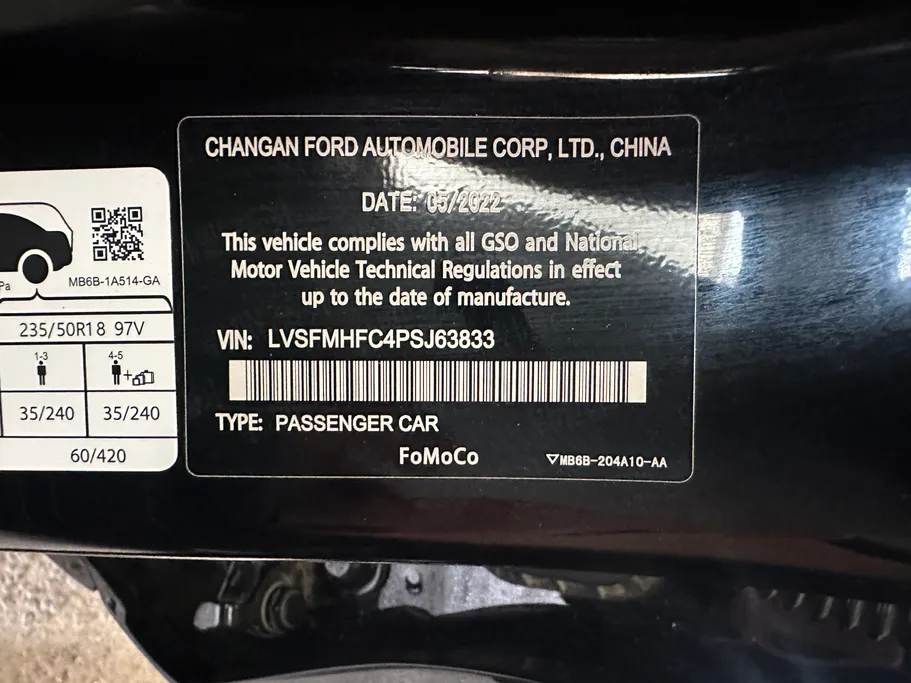 CHANGAN FORD AUTOMOBILE CORP, LTD., CHINA
DATE: 05/2022
This vehicle complies with all GSO and National
Motor Vehicle Technical Regulations in effect
up to the date of manufacture.
VIN: LVSFMHFC4PSJ63833
TYPE: PASSENGER CAR
FoMoCo
▽MB6B-204A10-AA
Pa
MB6B-1A514-GA
235/50R18 97V
1-3
4-5
+
35/240
35/240
60/420